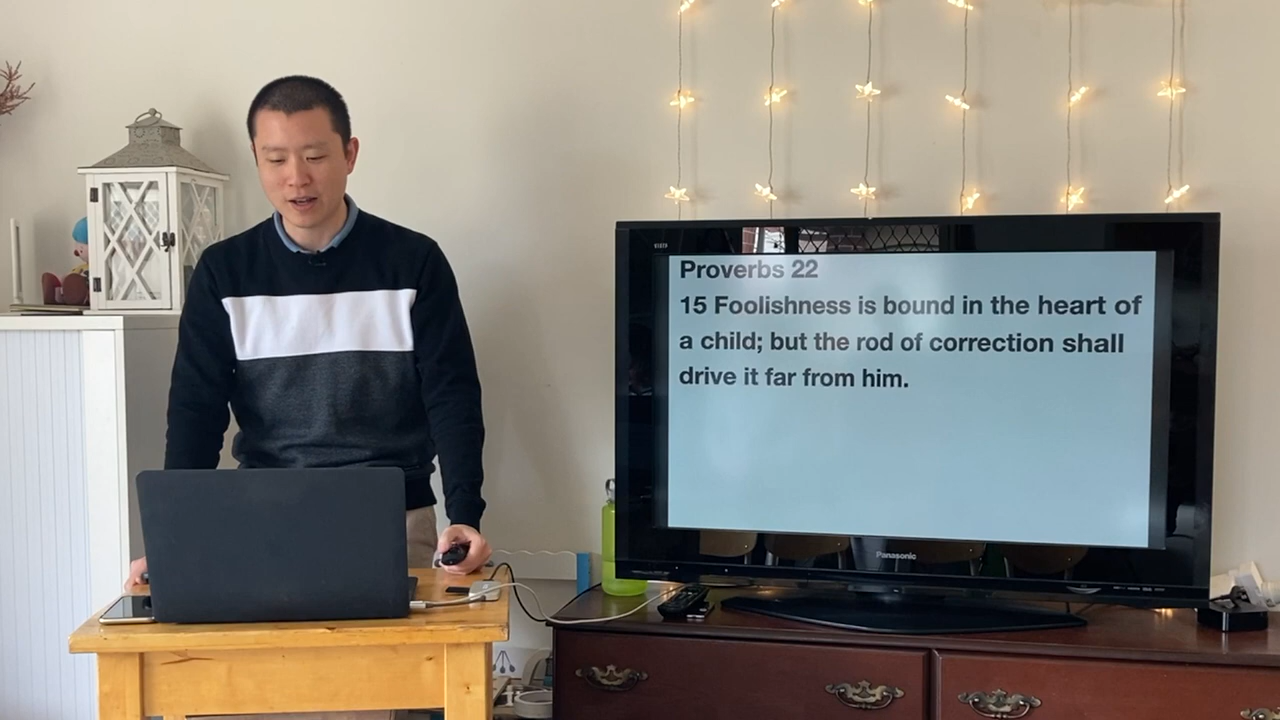 Proverbs 22
15 Foolishness is bound in the heart of
a child; but the rod of correction shall
drive it far from him.
Panasonic